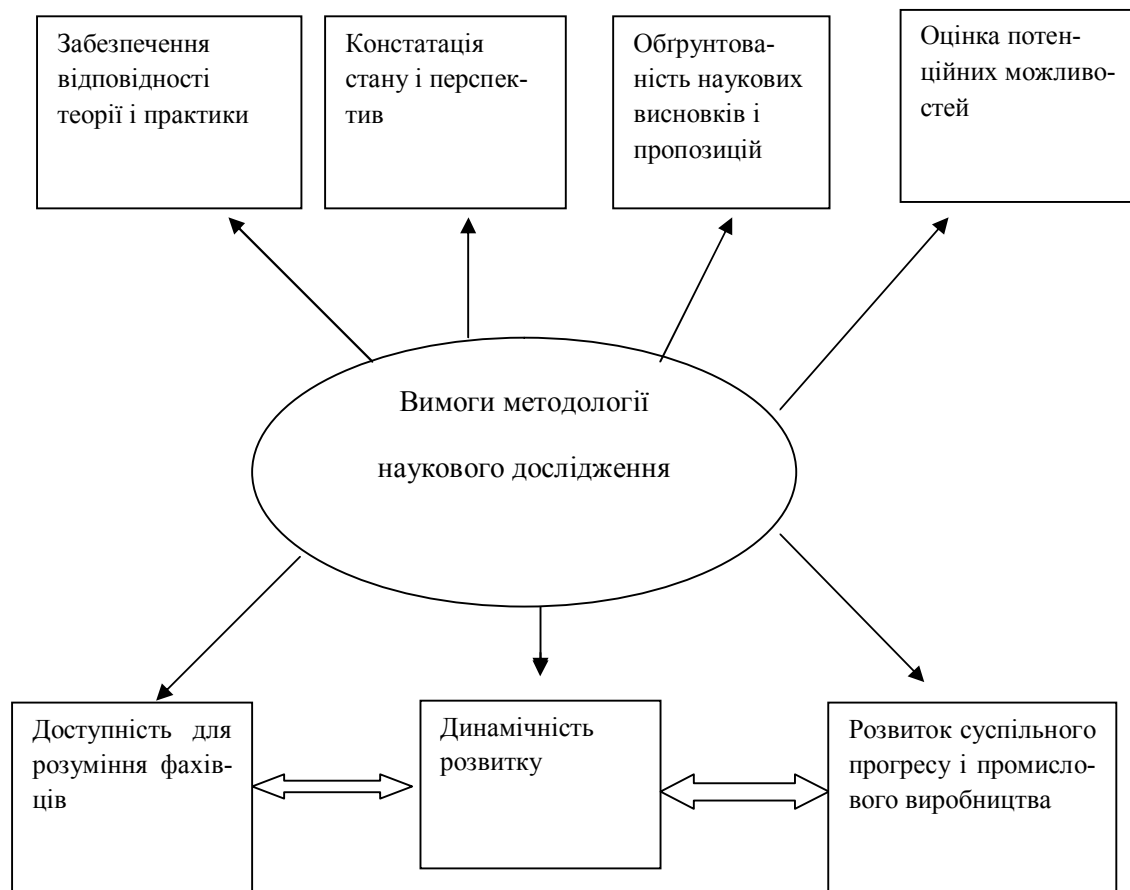 Забезпечення
відповідності
теорії і практики
Констатація
стану і перспек-
тив
Обґрунтова-
ність наукових
висновків і
пропозицій
Оцінка потен-
ційних можливо-
стей
Вимоги методології
наукового дослідження
Доступність для
розуміння фахів-
ців
Динамічність
розвитку
Розвиток суспільного
прогресу і промисло-
вого виробництва